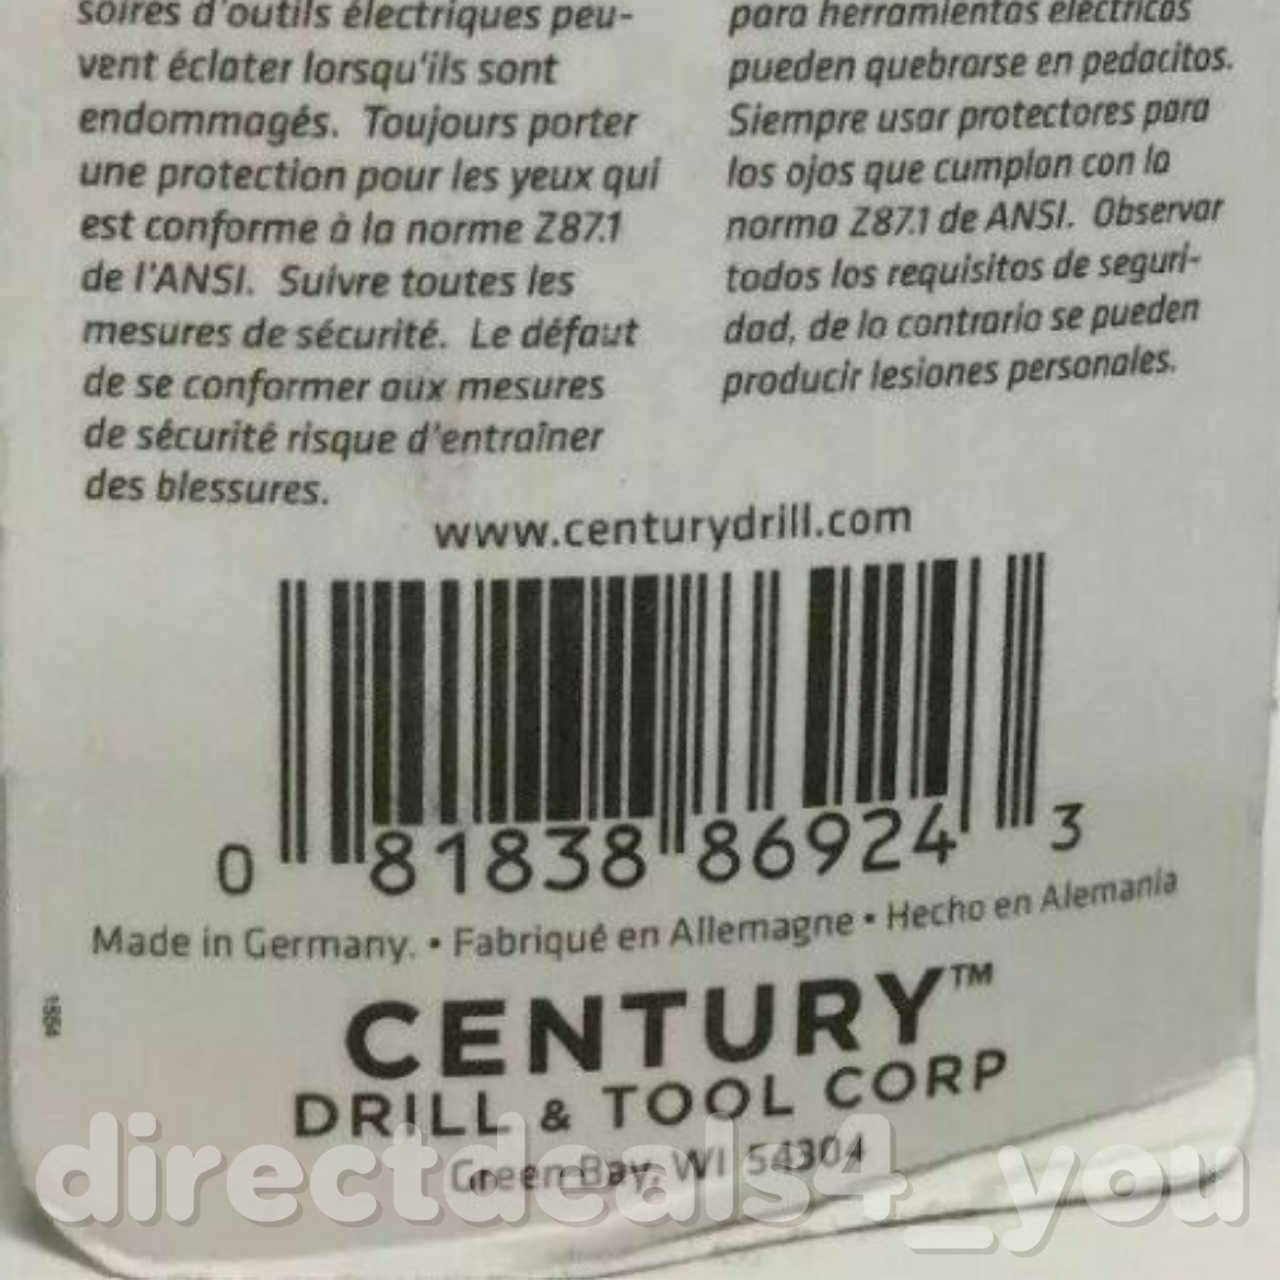 soires d'outils électriques peu-
vent éclater lorsqu'ils sont
endommagés. Toujours porter
une protection pour les yeux qui
est conforme à la norme Z87.1
de l'ANSI. Suivre toutes les
mesures de sécurité. Le défaut
de se conformer aux mesures
de sécurité risque d'entraîner
des blessures.
para herramientas eléctricas
pueden quebrarse en pedacitos.
Siempre usar protectores para
los ojos que cumplan con la
norma Z87.1 de ANSI. Observar
todos los requisitos de seguri-
dad, de lo contrario se pueden
producir lesiones personales.
www.centurydrill.com
0 81838 86924 3
Made in Germany. • Fabriqué en Allemagne • Hecho en Alemania
1554
CENTURY™
DRILL & TOOL CORP
Green Bay, WI 54304
directdeals4_you